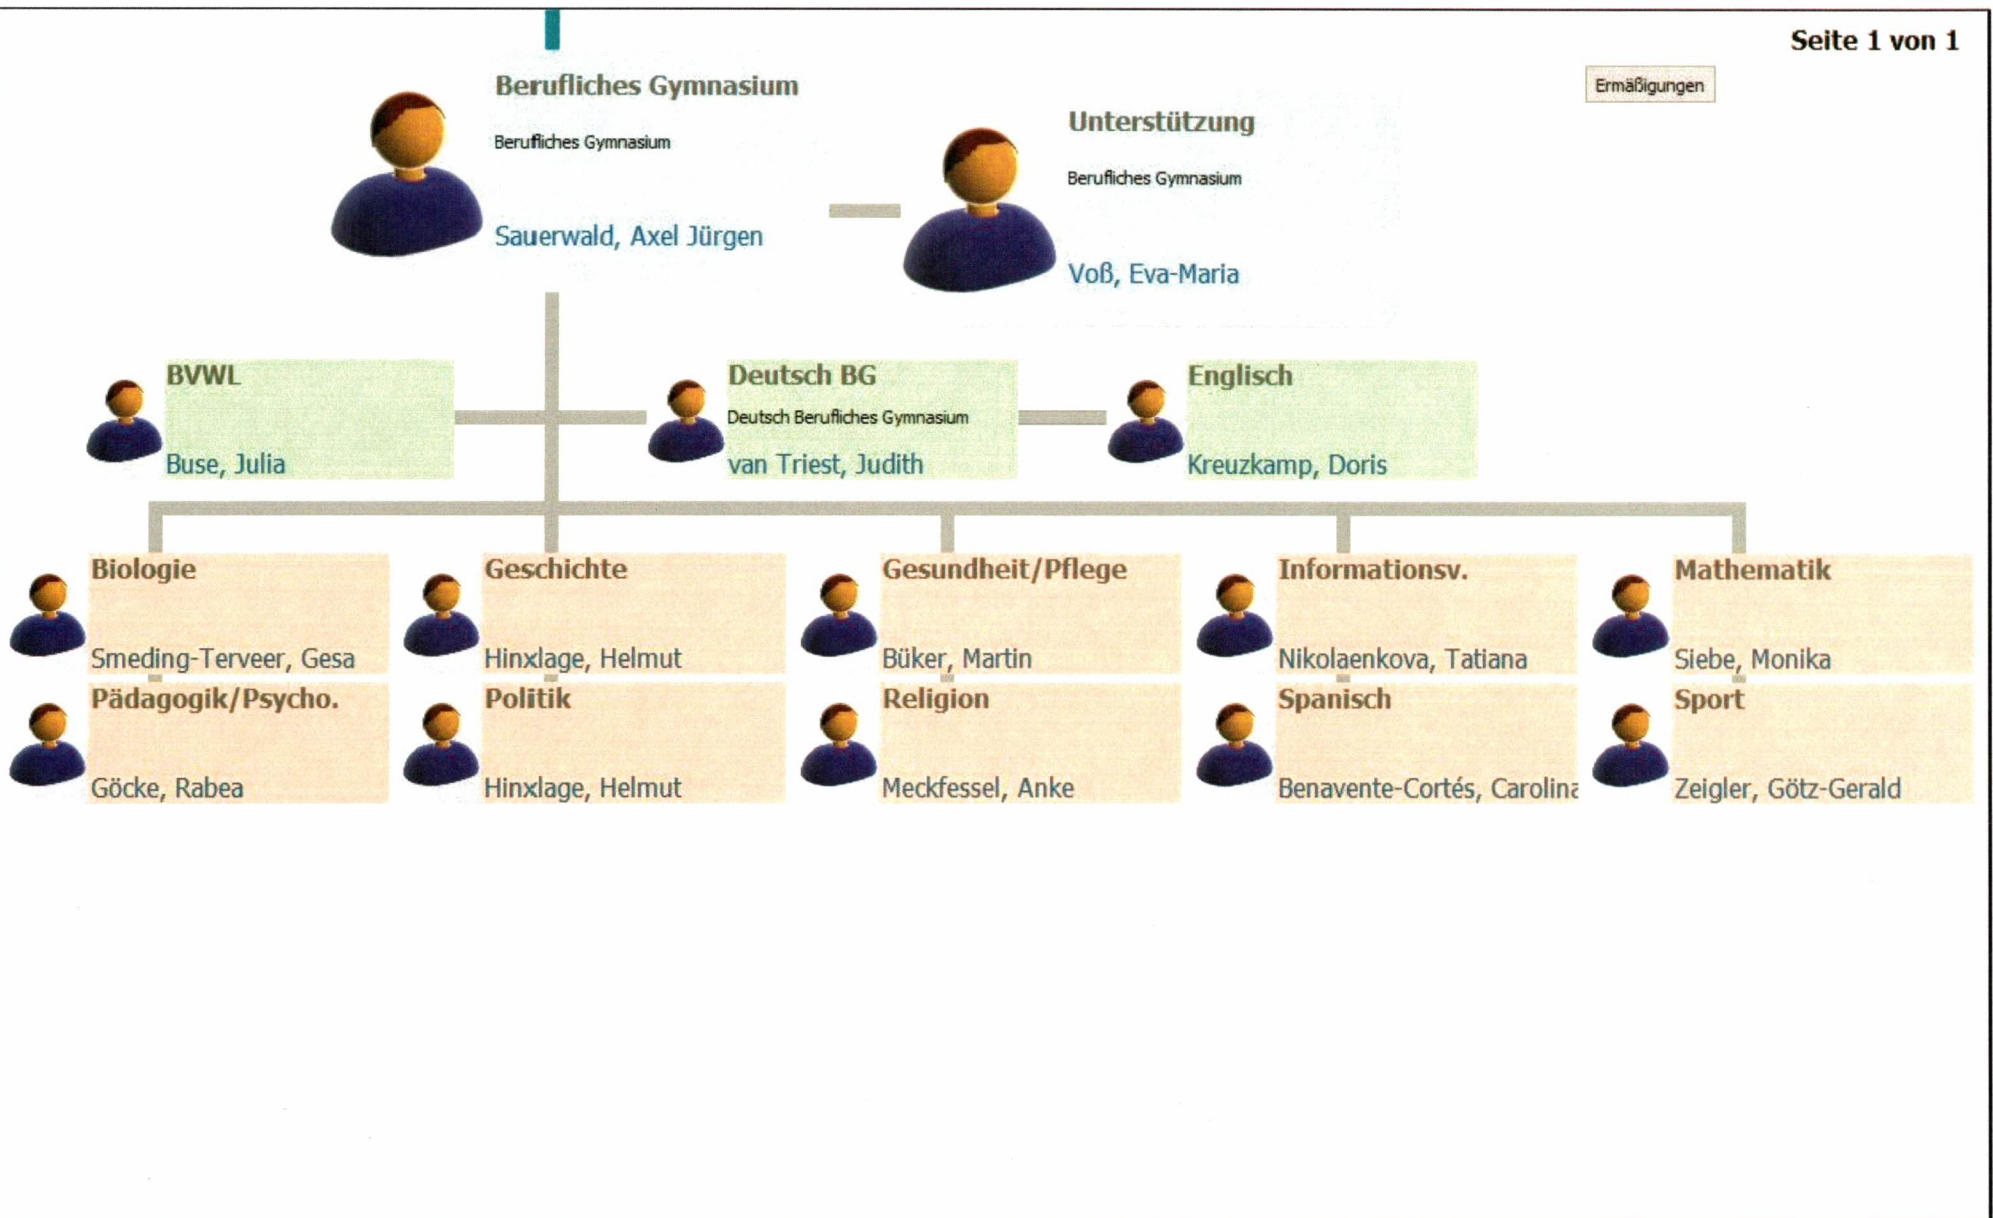 Seite 1 von 1
Ermäßigungen
Berufliches Gymnasium
Berufliches Gymnasium
Sauerwald, Axel Jürgen
Unterstützung
Berufliches Gymnasium
Voß, Eva-Maria
BVWL
Buse, Julia
Deutsch BG
Deutsch Berufliches Gymnasium
van Triest, Judith
Englisch
Kreuzkamp, Doris
Biologie
Smeding-Terveer, Gesa
Geschichte
Hinxlage, Helmut
Gesundheit/Pflege
Büker, Martin
Informationsv.
Nikolaenkova, Tatiana
Mathematik
Siebe, Monika
Pädagogik/Psycho.
Göcke, Rabea
Politik
Hinxlage, Helmut
Religion
Meckfessel, Anke
Spanisch
Benavente-Cortés, Carolina
Sport
Zeigler, Götz-Gerald